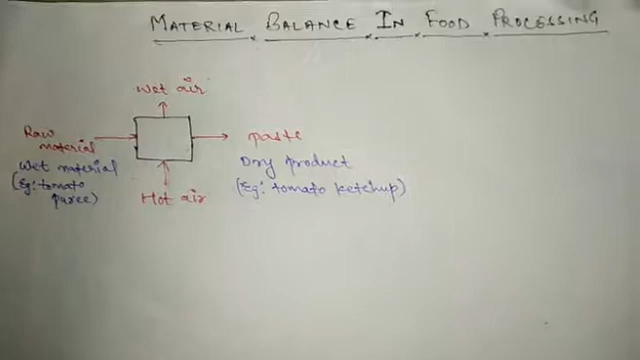 MATERIAL BALANCE IN FOOD PROCESSING
Wet air
Raw material
paste
Wet material
(Eg: tomato puree)
Dry product
(Eg: tomato ketchup)
Hot air